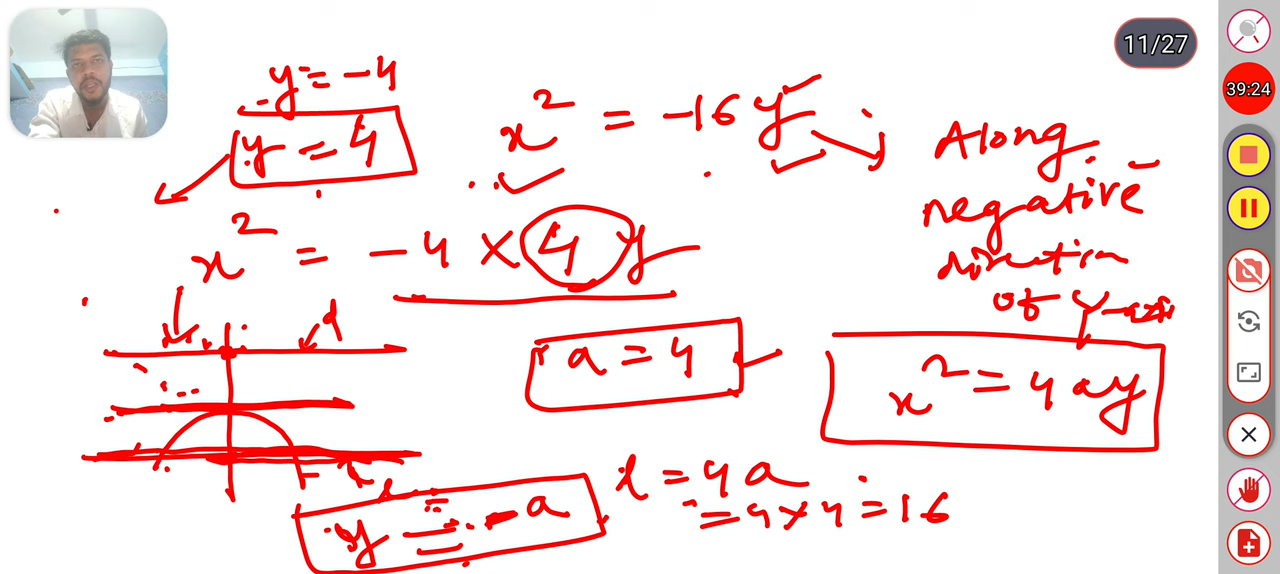 11/27
39:24
y = -4
y = 4
x² = -16y
Along
negative
direction
of Y-axis
x² = -4 × 4y
d
a = 4
x² = 4ay
y = -a
l = 4a
= 4×4 = 16